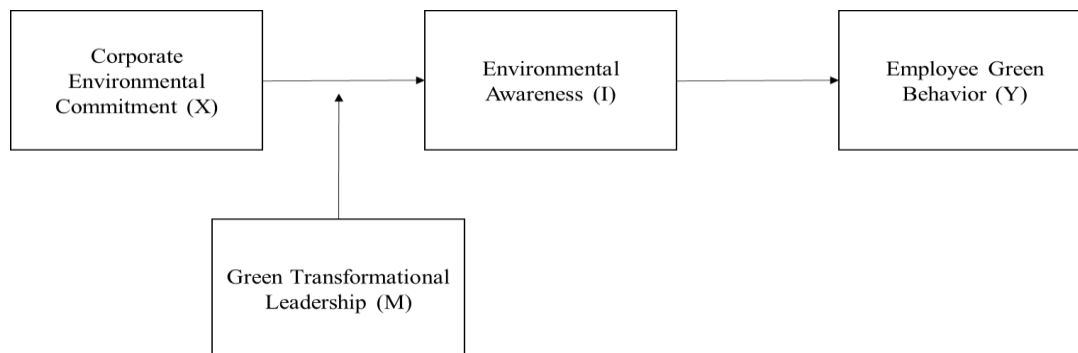 Corporate
Environmental
Commitment (X)
Environmental
Awareness (I)
Employee Green
Behavior (Y)
Green Transformational
Leadership (M)